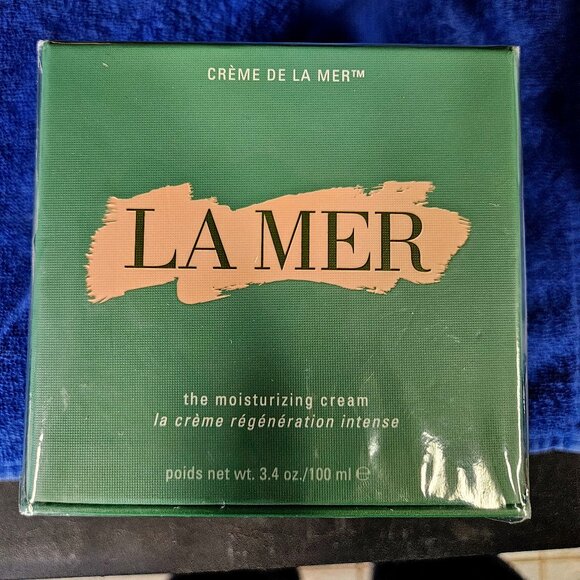 CRÈME DE LA MER™
LA MER
the moisturizing cream
la crème régénération intense
poids net wt. 3.4 oz./100 ml ℮